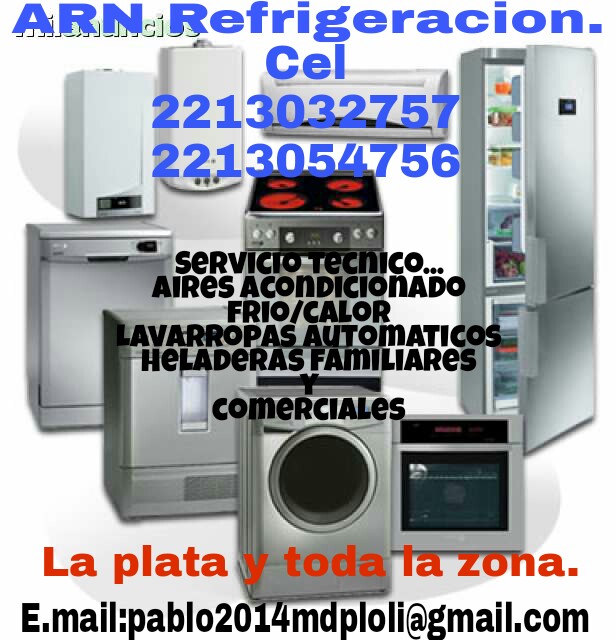 ARN Refrigeracion.
milanuncios
Cel
2213032757
2213054756
Servicio tecnico...
Aires Acondicionado
Frio/calor
Lavarropas Automaticos
Heladeras Familiares
y
comerciales
La plata y toda la zona.
E.mail:pablo2014mdploli@gmail.com